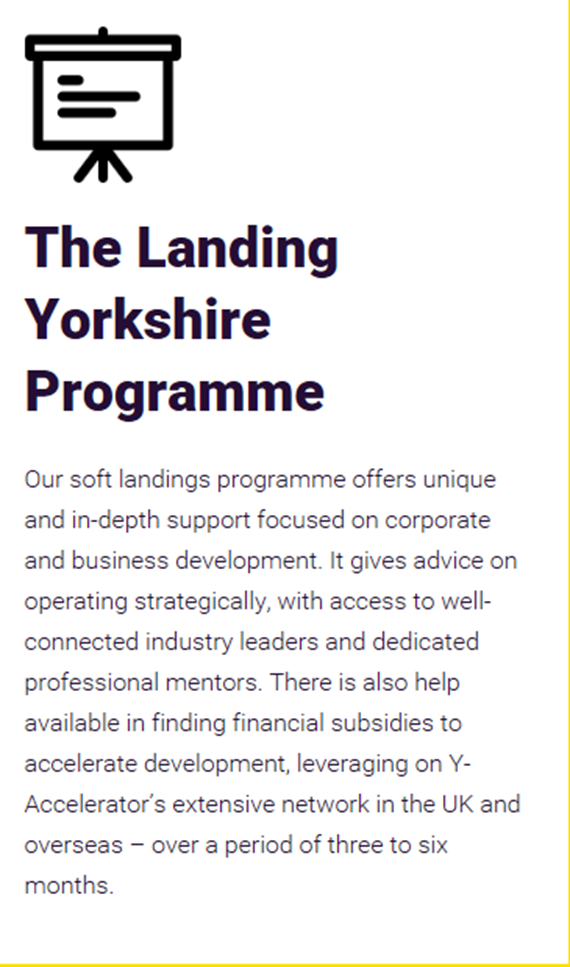 The Landing
Yorkshire
Programme
Our soft landings programme offers unique
and in-depth support focused on corporate
and business development. It gives advice on
operating strategically, with access to well-
connected industry leaders and dedicated
professional mentors. There is also help
available in finding financial subsidies to
accelerate development, leveraging on Y-
Accelerator’s extensive network in the UK and
overseas – over a period of three to six
months.